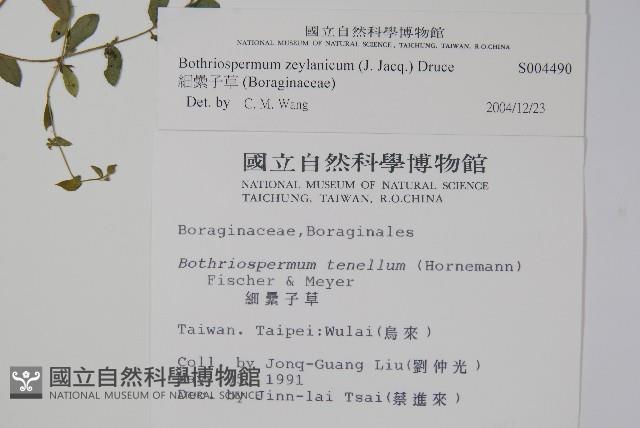 國立自然科學博物館
NATIONAL MUSEUM OF NATURAL SCIENCE, TAICHUNG, TAIWAN, R.O.CHINA
Bothriospermum zeylanicum (J. Jacq.) Druce S004490
細纍子草 (Boraginaceae)
Det. by C. M. Wang 2004/12/23
國立自然科學博物館
NATIONAL MUSEUM OF NATURAL SCIENCE
TAICHUNG, TAIWAN, R.O.CHINA
Boraginaceae,Boraginales
Bothriospermum tenellum (Hornemann)
Fischer & Meyer
細纍子草
Taiwan. Taipei:Wulai(烏來)
Coll. by Jonq-Guang Liu(劉仲光)
1991
Det. by Jinn-lai Tsai(蔡進來)
國立自然科學博物館
NATIONAL MUSEUM OF NATURAL SCIENCE